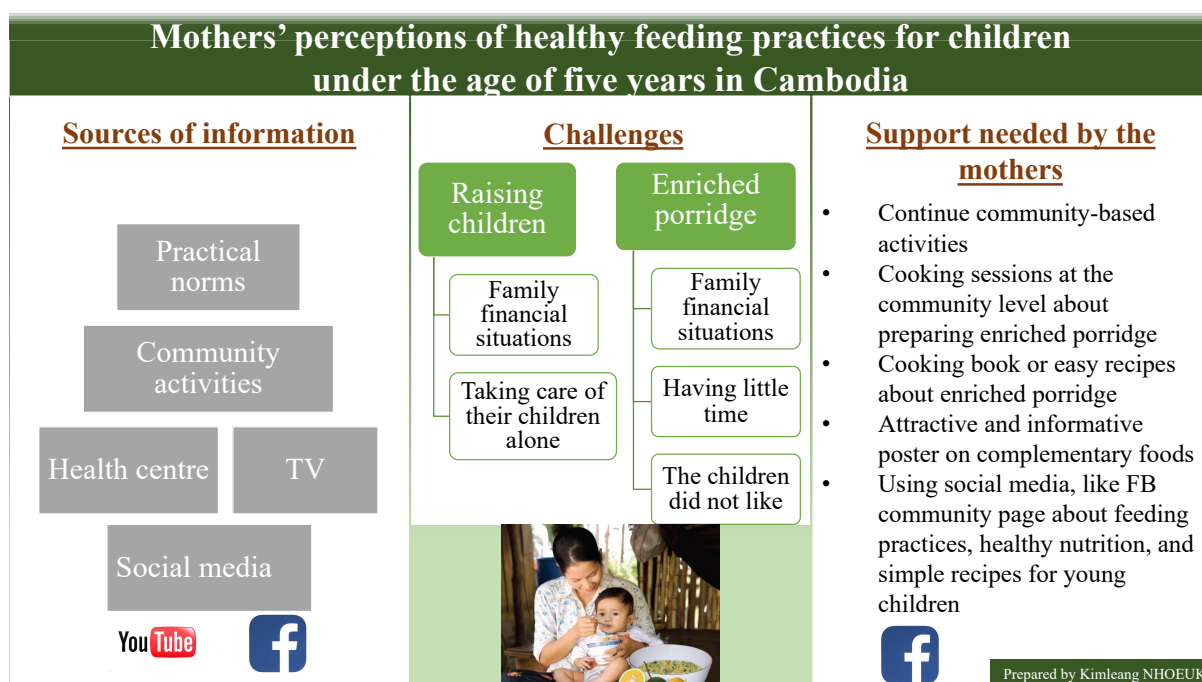 Mothers’ perceptions of healthy feeding practices for children
under the age of five years in Cambodia
Sources of information
Practical
norms
Community
activities
Health centre
TV
Social media
YouTube
f
Challenges
Raising
children
Family
financial
situations
Taking care of
their children
alone
Enriched
porridge
Family
financial
situations
Having little
time
The children
did not like
Support needed by the
mothers
• Continue community-based
activities
• Cooking sessions at the
community level about
preparing enriched porridge
• Cooking book or easy recipes
about enriched porridge
• Attractive and informative
poster on complementary foods
• Using social media, like FB
community page about feeding
practices, healthy nutrition, and
simple recipes for young
children
f
Prepared by Kimleang NHOEUK